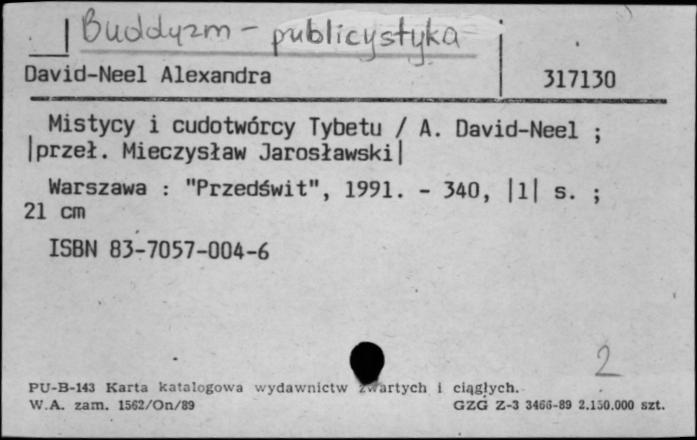 Buddyzm - publicystyka
David-Neel Alexandra 317130
Mistycy i cudotwórcy Tybetu / A. David-Neel ;
|przeł. Mieczysław Jarosławski|
Warszawa : "Przedświt", 1991. - 340, |1| s. ;
21 cm
ISBN 83-7057-004-6
2
PU-B-143 Karta katalogowa wydawnictw zwartych i ciągłych.
W.A. zam. 1562/On/89 GZG Z-3 3466-89 2.150.000 szt.